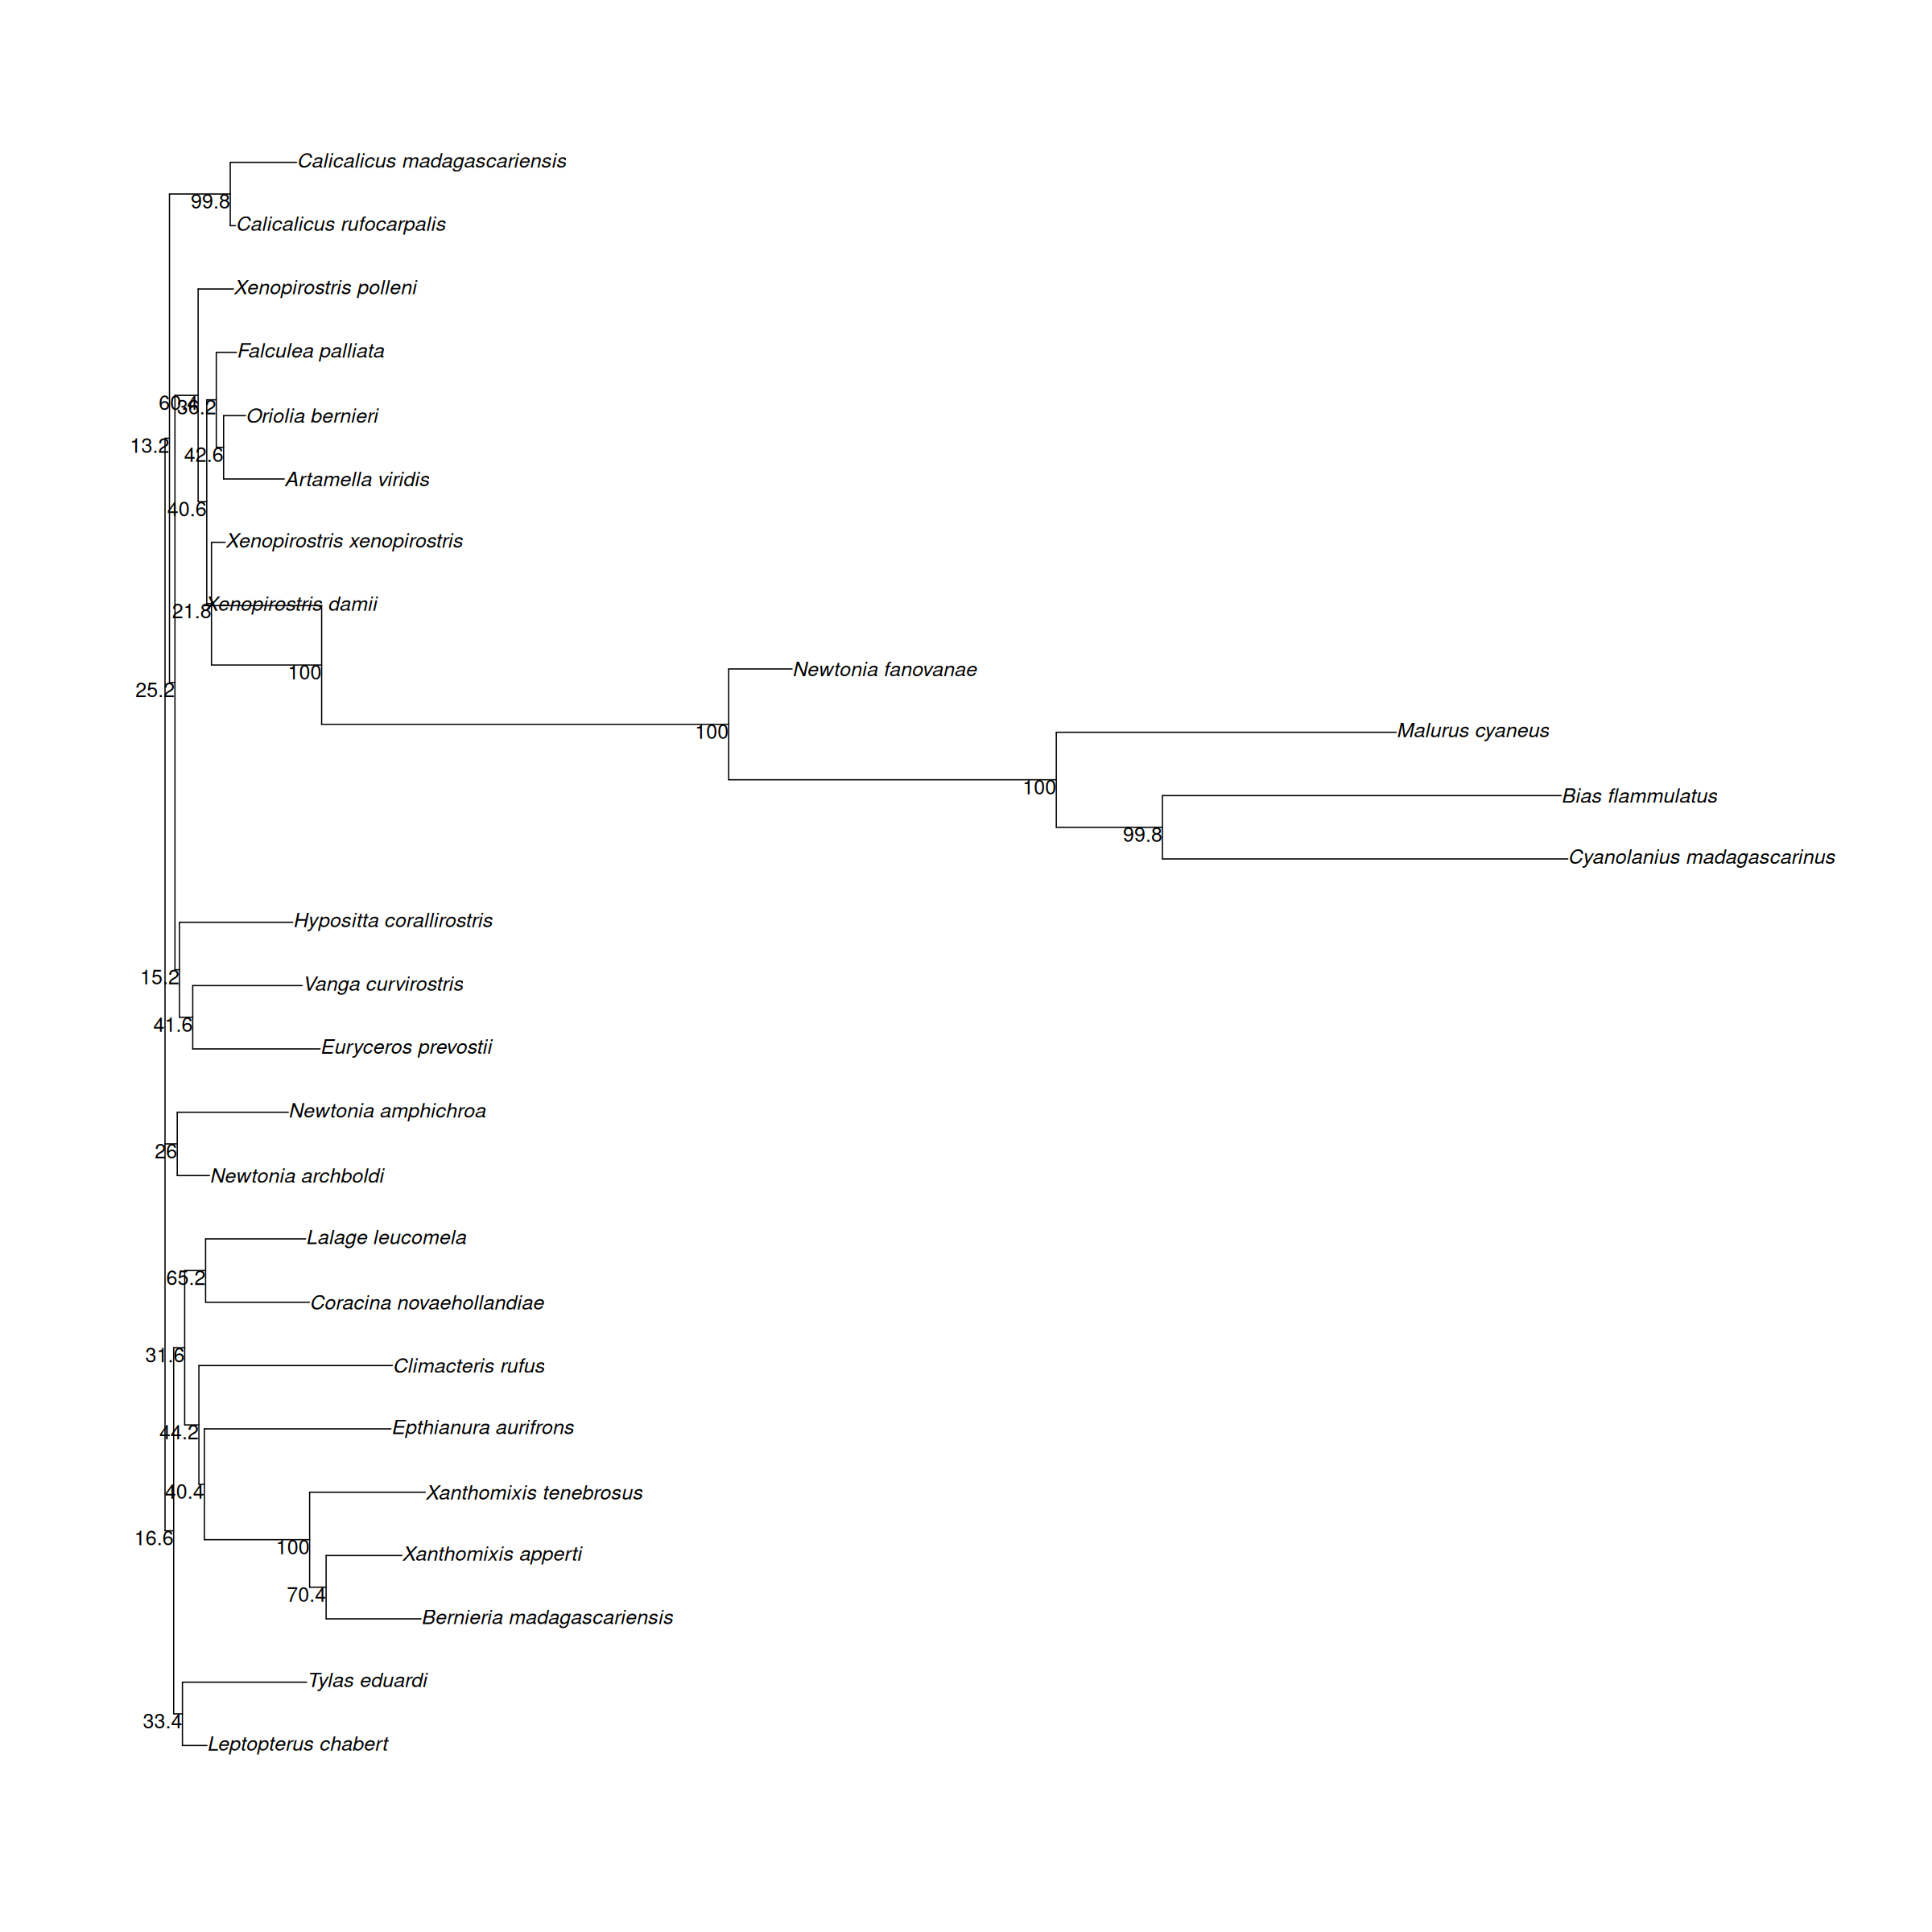 Calicalicus madagascariensis
99.8
Calicalicus rufocarpalis
Xenopirostris polleni
Falculea palliata
60.4
36.2
Oriolia bernieri
13.2
42.6
Artamella viridis
40.6
Xenopirostris xenopirostris
21.8
Xenopirostris damii
100
Newtonia fanovanae
25.2
100
Malurus cyaneus
100
Bias flammulatus
99.8
Cyanolanius madagascarinus
Hypositta corallirostris
15.2
Vanga curvirostris
41.6
Euryceros prevostii
Newtonia amphichroa
26
Newtonia archboldi
Lalage leucomela
65.2
Coracina novaehollandiae
31.6
Climacteris rufus
44.2
Epthianura aurifrons
40.4
Xanthomixis tenebrosus
16.6
100
Xanthomixis apperti
70.4
Bernieria madagascariensis
Tylas eduardi
33.4
Leptopterus chabert